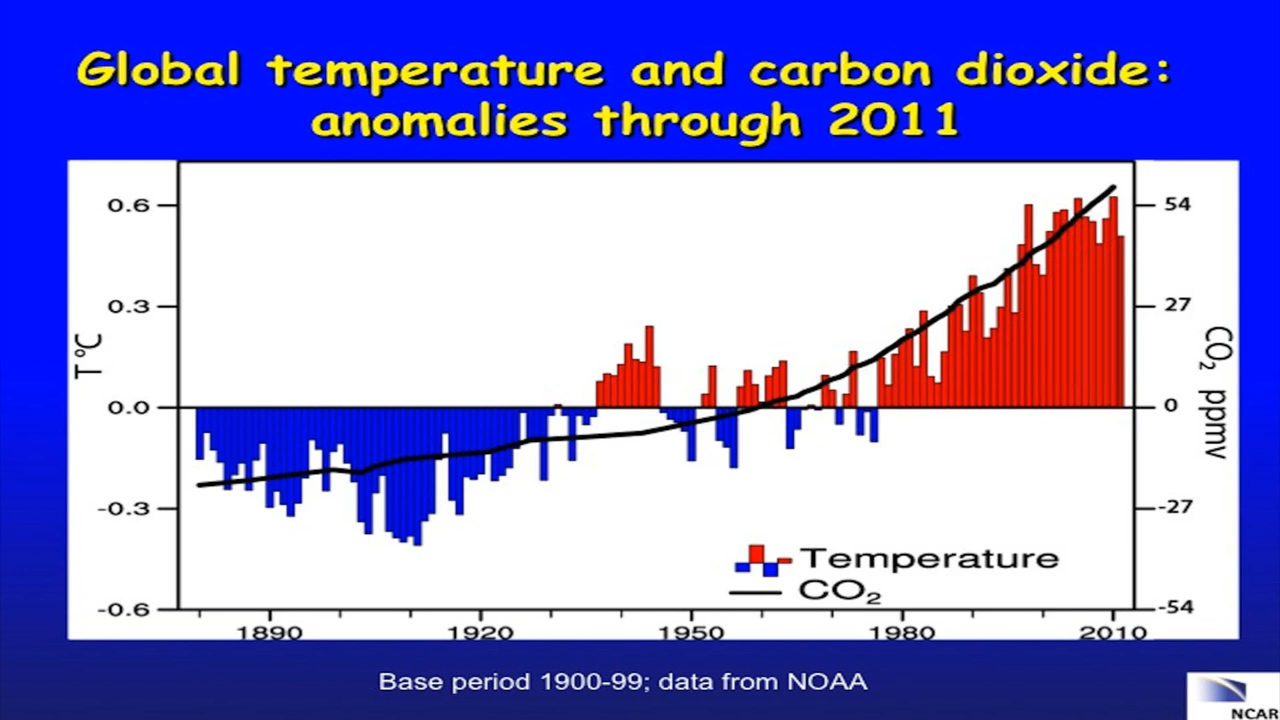 Global temperature and carbon dioxide:
anomalies through 2011
0.6
0.3
0.0
-0.3
-0.6
T °C
54
27
0
-27
-54
CO₂ ppmv
Temperature
CO₂
1890
1920
1950
1980
2010
Base period 1900-99; data from NOAA
NCAR